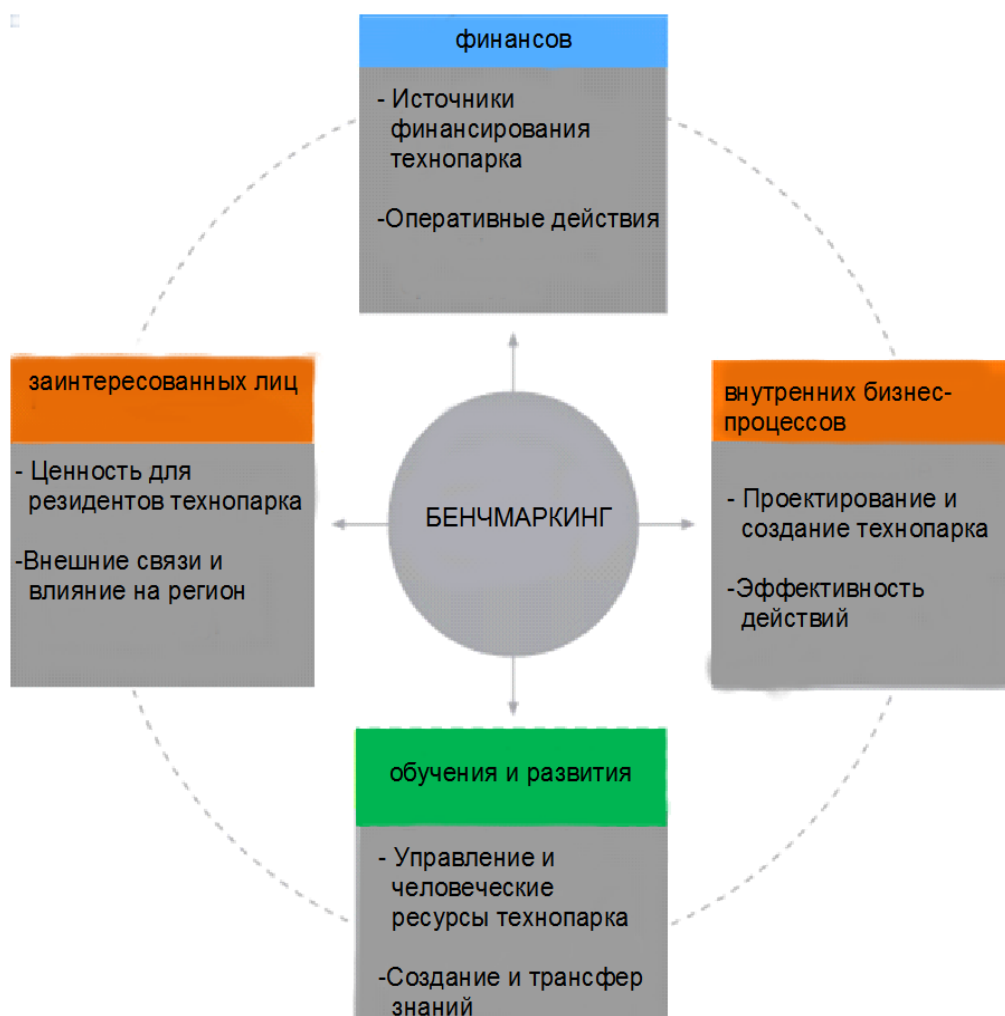 финансов
- Источники
финансирования
технопарка
-Оперативные действия
заинтересованных лиц
- Ценность для
резидентов технопарка
-Внешние связи и
влияние на регион
БЕНЧМАРКИНГ
внутренних бизнес-
процессов
- Проектирование и
создание технопарка
-Эффективность
действий
обучения и развития
- Управление и
человеческие
ресурсы технопарка
-Создание и трансфер
знаний